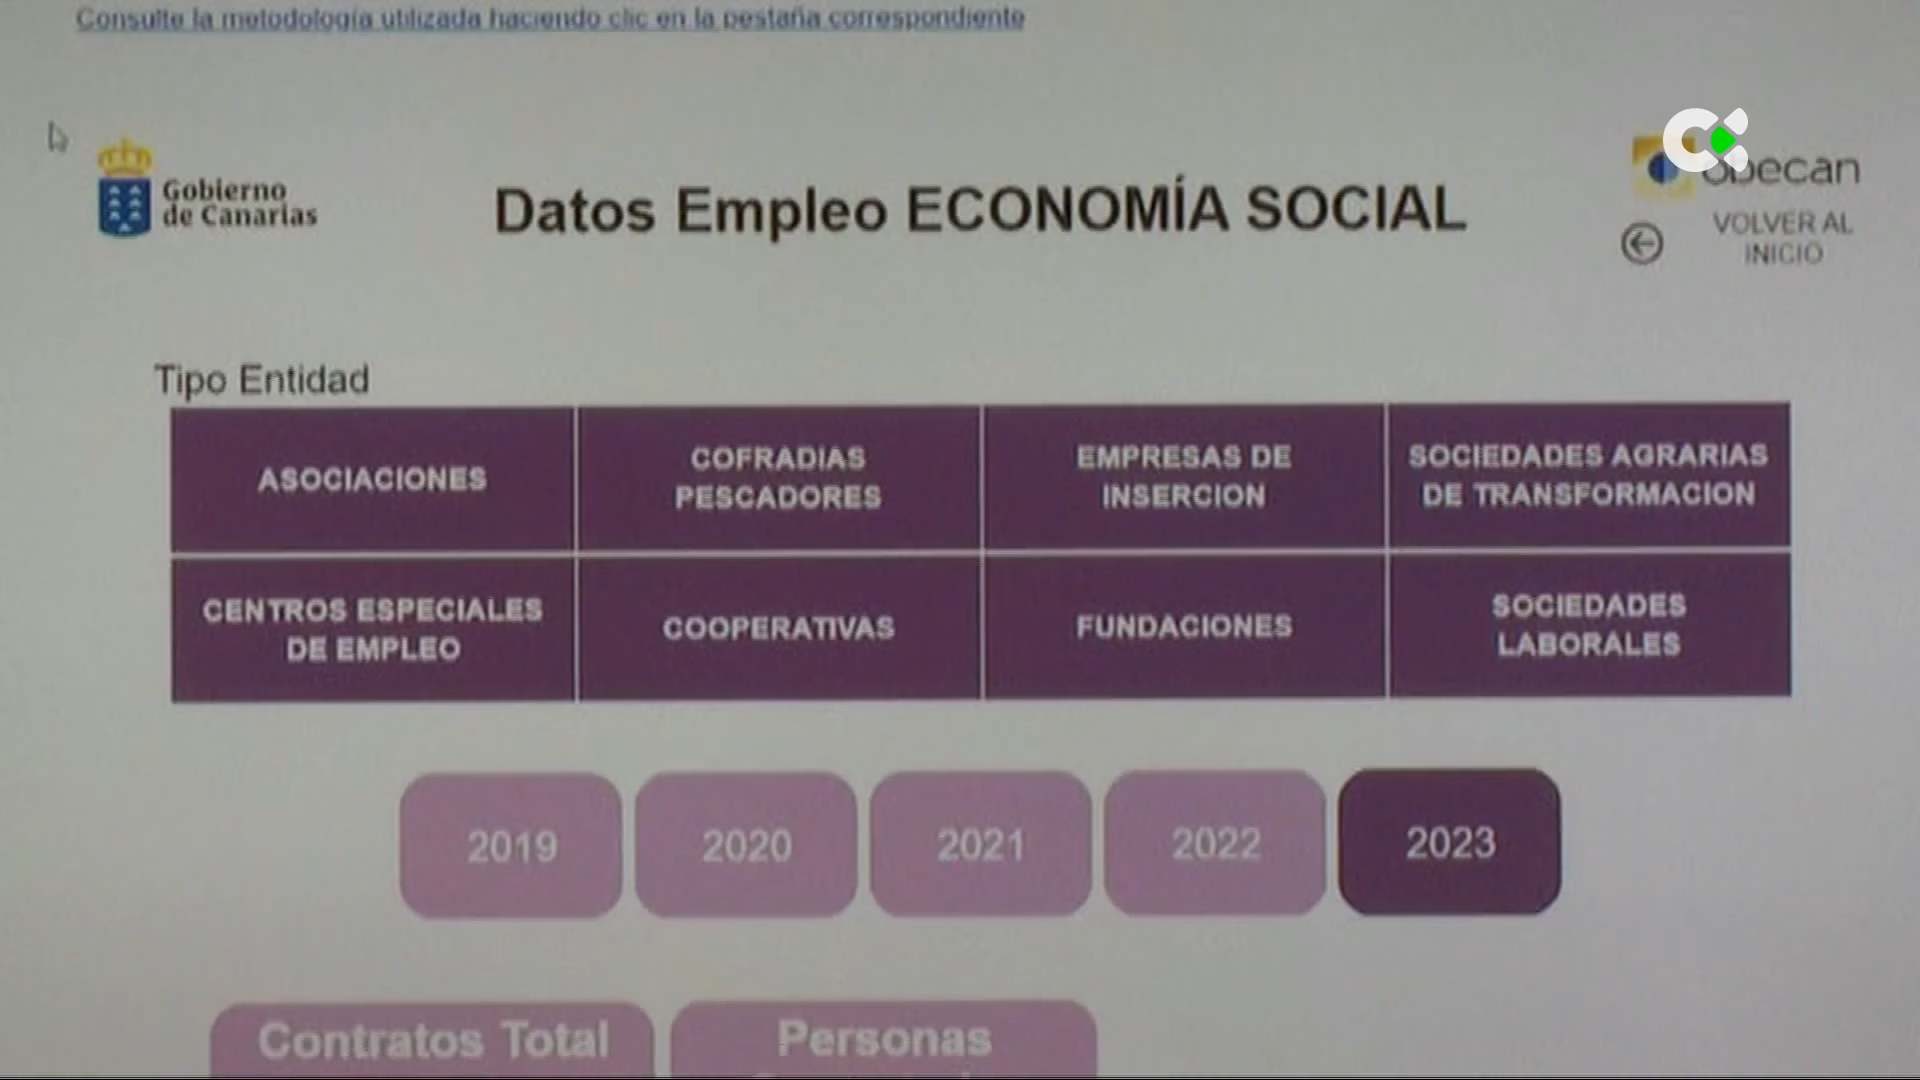 Consulte la metodología utilizada haciendo clic en la pestaña correspondiente
Gobierno
de Canarias
Datos Empleo ECONOMÍA SOCIAL
obecan
VOLVER AL
INICIO
Tipo Entidad
ASOCIACIONES
COFRADIAS
PESCADORES
EMPRESAS DE
INSERCION
SOCIEDADES AGRARIAS
DE TRANSFORMACION
CENTROS ESPECIALES
DE EMPLEO
COOPERATIVAS
FUNDACIONES
SOCIEDADES
LABORALES
2019
2020
2021
2022
2023
Contratos Total
Personas